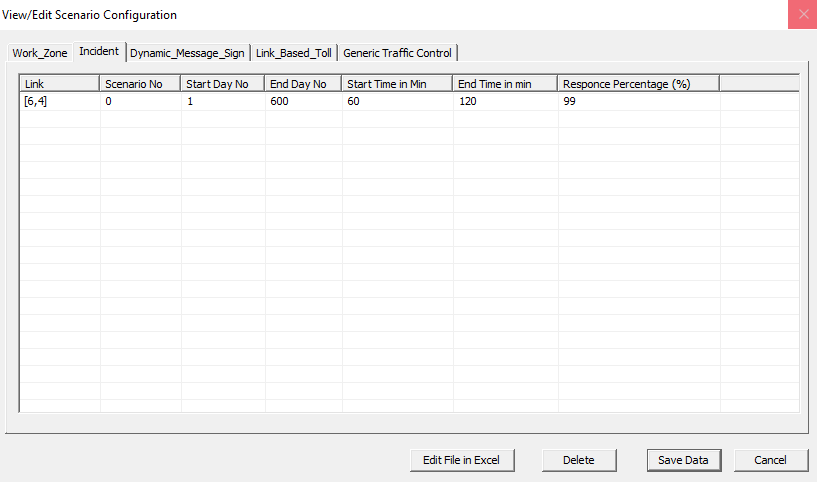 View/Edit Scenario Configuration
Work_Zone Incident Dynamic_Message_Sign Link_Based_Toll Generic Traffic Control
Link Scenario No Start Day No End Day No Start Time in Min End Time in min Responce Percentage (%)
[6,4] 0 1 600 60 120 99
Edit File in Excel Delete Save Data Cancel